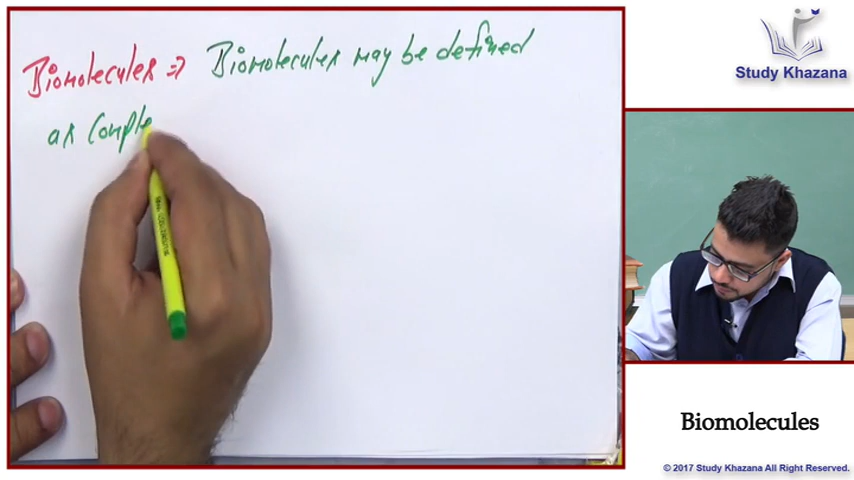 Biomolecules ⇒ Biomolecules may be defined
as Comple
Study Khazana
Biomolecules
© 2017 Study Khazana All Right Reserved.